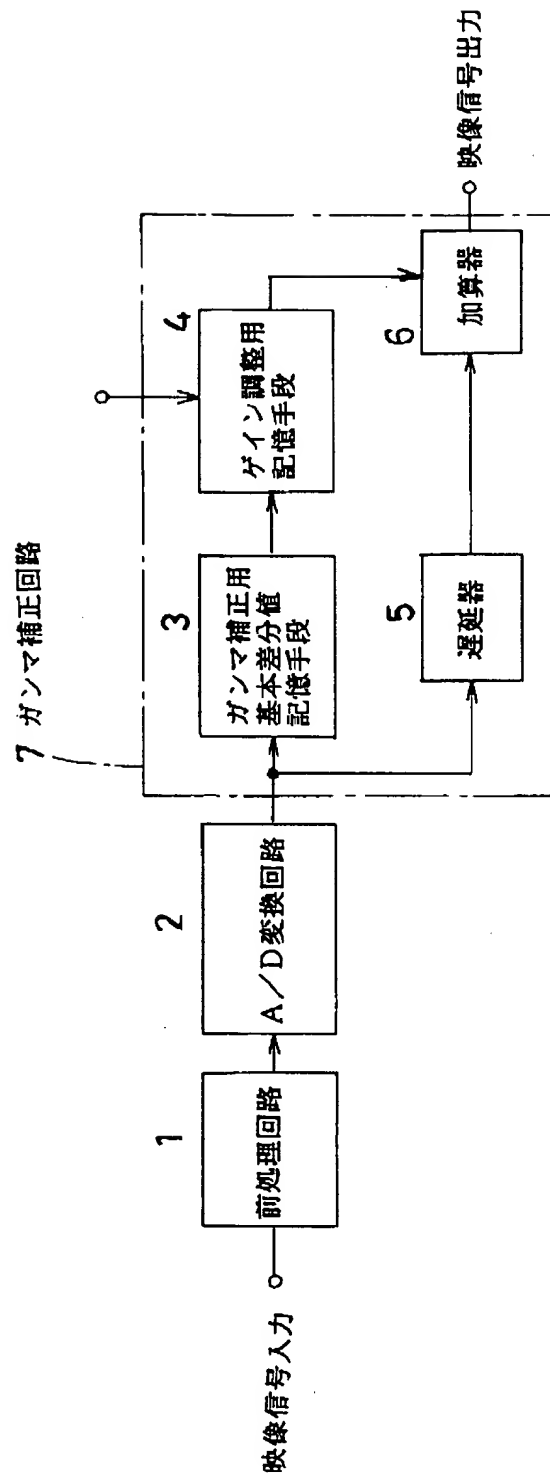 7 ガンマ補正回路
映像信号入力
1
前処理回路
2
A/D変換回路
3
ガンマ補正用
基本差分値
記憶手段
4
ゲイン調整用
記憶手段
5
遅延器
6
加算器
映像信号出力